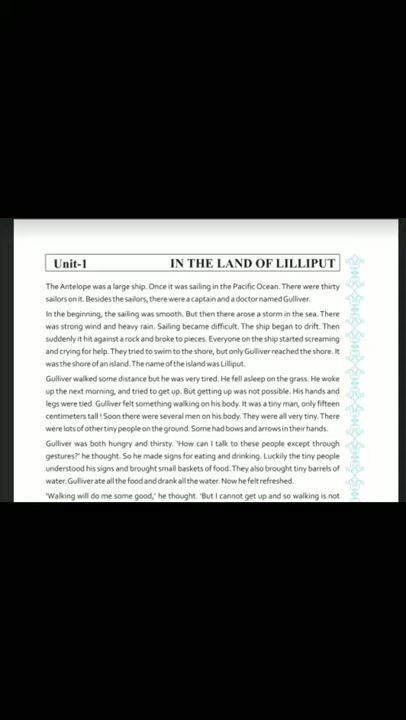 Unit-1 IN THE LAND OF LILLIPUT
The Antelope was a large ship. Once it was sailing in the Pacific Ocean. There were thirty
sailors on it. Besides the sailors, there were a captain and a doctor named Gulliver.
In the beginning, the sailing was smooth. But then there arose a storm in the sea. There
was strong wind and heavy rain. Sailing became difficult. The ship began to drift. Then
suddenly it hit against a rock and broke to pieces. Everyone on the ship started screaming
and crying for help. They tried to swim to the shore, but only Gulliver reached the shore. It
was the shore of an island. The name of the island was Lilliput.
Gulliver walked some distance but he was very tired. He fell asleep on the grass. He woke
up the next morning, and tried to get up. But getting up was not possible. His hands and
legs were tied. Gulliver felt something walking on his body. It was a tiny man, only fifteen
centimeters tall ! Soon there were several men on his body. They were all very tiny. There
were lots of other tiny people on the ground. Some had bows and arrows in their hands.
Gulliver was both hungry and thirsty. 'How can I talk to these people except through
gestures?' he thought. So he made signs for eating and drinking. Luckily the tiny people
understood his signs and brought small baskets of food. They also brought tiny barrels of
water. Gulliver ate all the food and drank all the water. Now he felt refreshed.
'Walking will do me some good,' he thought. 'But I cannot get up and so walking is not